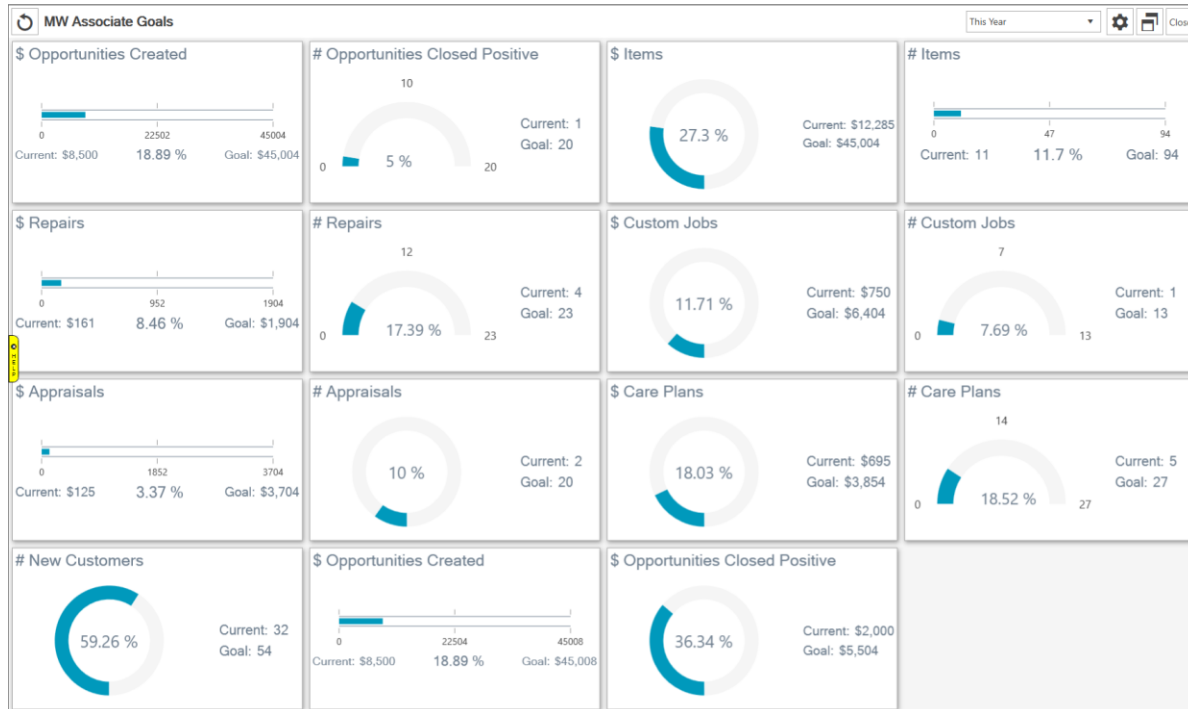 MW Associate Goals
This Year
Close
$ Opportunities Created
0 22502 45004
Current: $8,500 18.89 % Goal: $45,004
# Opportunities Closed Positive
10
0 5 % 20
Current: 1
Goal: 20
$ Items
27.3 %
Current: $12,285
Goal: $45,004
# Items
0 47 94
Current: 11 11.7 % Goal: 94
$ Repairs
0 952 1904
Current: $161 8.46 % Goal: $1,904
# Repairs
12
0 17.39 % 23
Current: 4
Goal: 23
$ Custom Jobs
11.71 %
Current: $750
Goal: $6,404
# Custom Jobs
7
0 7.69 % 13
Current: 1
Goal: 13
HELP
$ Appraisals
0 1852 3704
Current: $125 3.37 % Goal: $3,704
# Appraisals
10 %
Current: 2
Goal: 20
$ Care Plans
18.03 %
Current: $695
Goal: $3,854
# Care Plans
14
0 18.52 % 27
Current: 5
Goal: 27
# New Customers
59.26 %
Current: 32
Goal: 54
$ Opportunities Created
0 22504 45008
Current: $8,500 18.89 % Goal: $45,008
$ Opportunities Closed Positive
36.34 %
Current: $2,000
Goal: $5,504